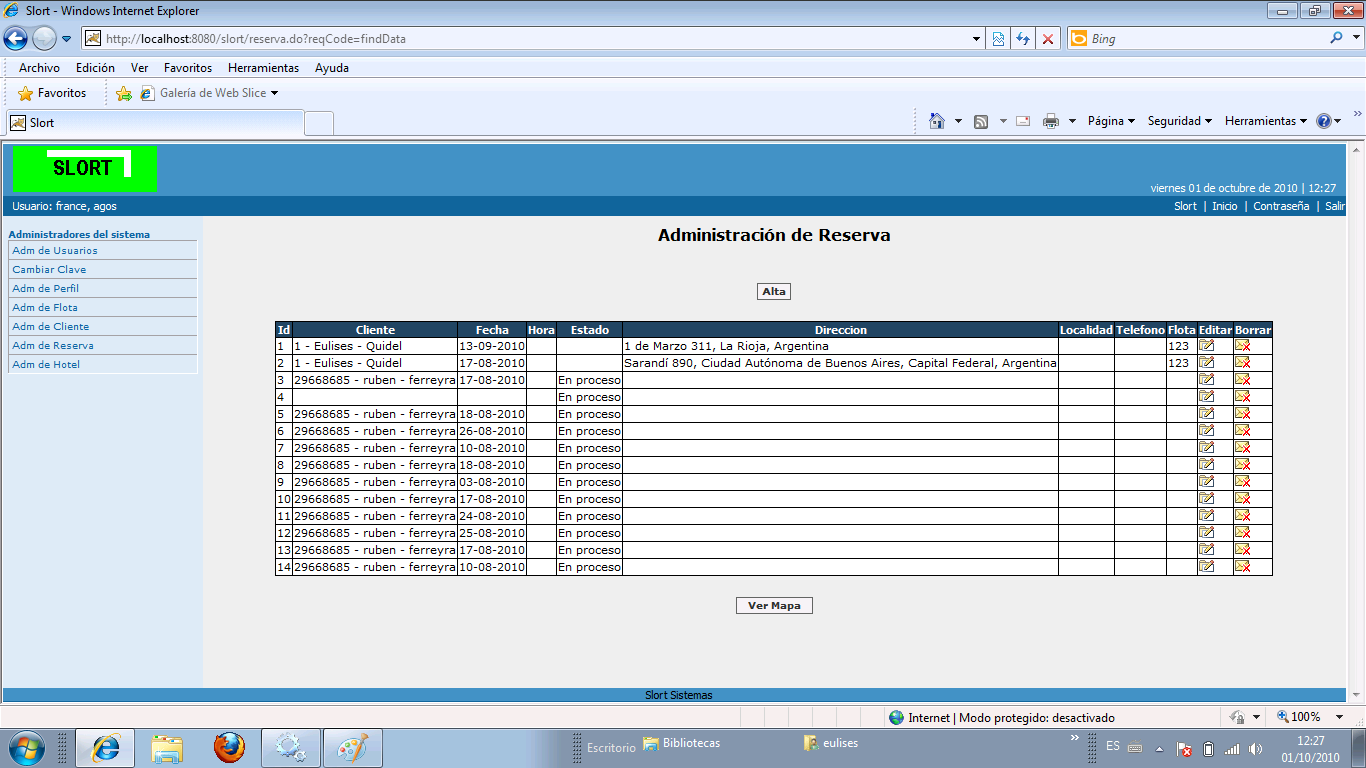 Slort - Windows Internet Explorer
http://localhost:8080/slort/reserva.do?reqCode=findData
Bing
Archivo Edición Ver Favoritos Herramientas Ayuda
Favoritos Galería de Web Slice
Slort Página Seguridad Herramientas
SLORT
viernes 01 de octubre de 2010 | 12:27
Usuario: france, agos Slort | Inicio | Contraseña | Salir
Administradores del sistema
Adm de Usuarios
Cambiar Clave
Adm de Perfil
Adm de Flota
Adm de Cliente
Adm de Reserva
Adm de Hotel
Administración de Reserva
Alta
Id Cliente Fecha Hora Estado Direccion Localidad Telefono Flota Editar Borrar
1 1 - Eulises - Quidel 13-09-2010 1 de Marzo 311, La Rioja, Argentina 123
2 1 - Eulises - Quidel 17-08-2010 Sarandí 890, Ciudad Autónoma de Buenos Aires, Capital Federal, Argentina 123
3 29668685 - ruben - ferreyra 17-08-2010 En proceso
4 En proceso
5 29668685 - ruben - ferreyra 18-08-2010 En proceso
6 29668685 - ruben - ferreyra 26-08-2010 En proceso
7 29668685 - ruben - ferreyra 10-08-2010 En proceso
8 29668685 - ruben - ferreyra 18-08-2010 En proceso
9 29668685 - ruben - ferreyra 03-08-2010 En proceso
10 29668685 - ruben - ferreyra 17-08-2010 En proceso
11 29668685 - ruben - ferreyra 24-08-2010 En proceso
12 29668685 - ruben - ferreyra 25-08-2010 En proceso
13 29668685 - ruben - ferreyra 17-08-2010 En proceso
14 29668685 - ruben - ferreyra 10-08-2010 En proceso
Ver Mapa
Slort Sistemas
Internet | Modo protegido: desactivado 100%
Escritorio Bibliotecas eulises ES 12:27
01/10/2010